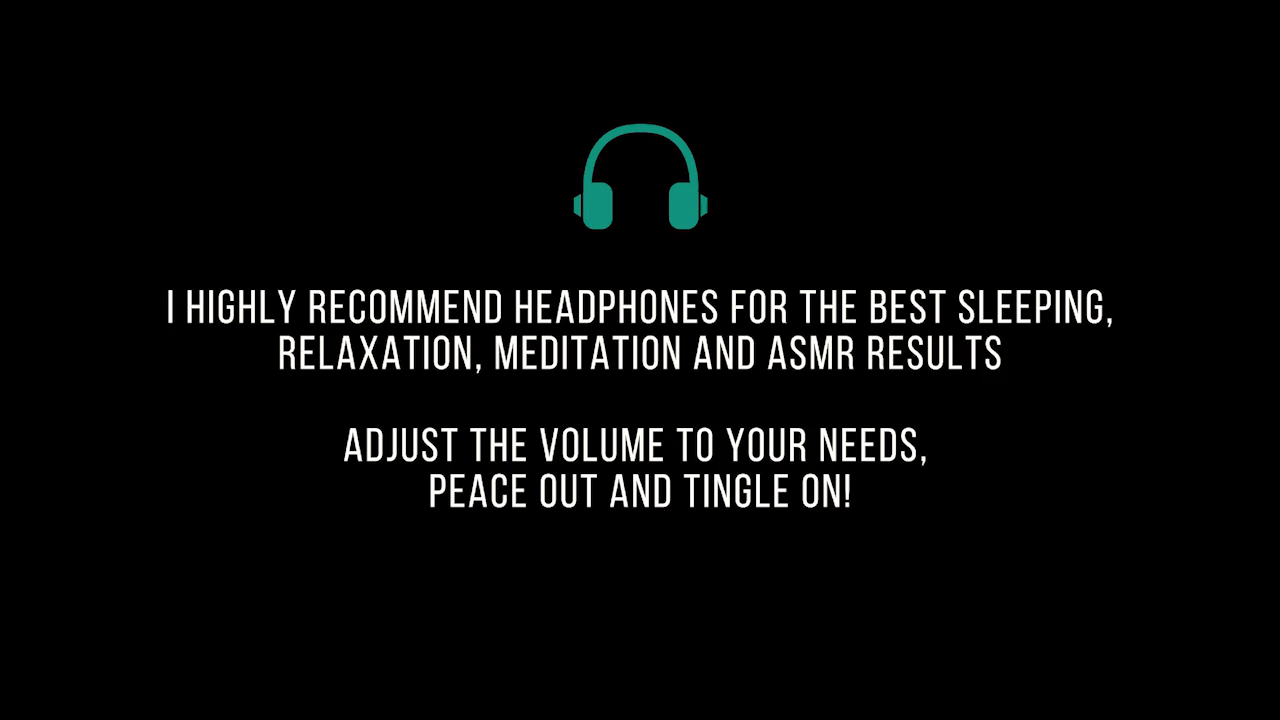 I HIGHLY RECOMMEND HEADPHONES FOR THE BEST SLEEPING,
RELAXATION, MEDITATION AND ASMR RESULTS
ADJUST THE VOLUME TO YOUR NEEDS,
PEACE OUT AND TINGLE ON!